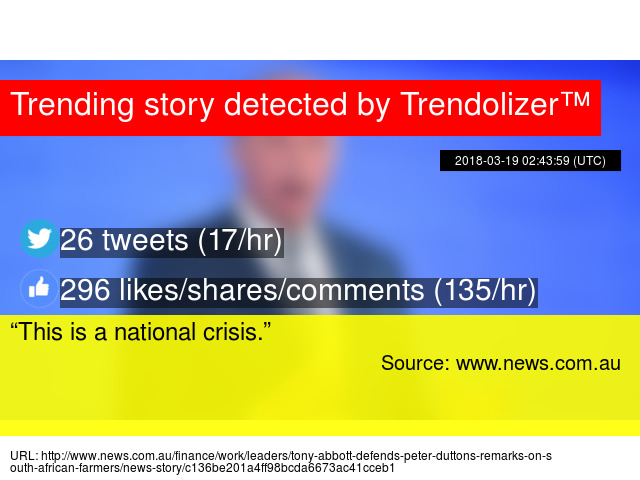 Trending story detected by Trendolizer™
2018-03-19 02:43:59 (UTC)
26 tweets (17/hr)
296 likes/shares/comments (135/hr)
“This is a national crisis.”
Source: www.news.com.au
URL: http://www.news.com.au/finance/work/leaders/tony-abbott-defends-peter-duttons-remarks-on-s
outh-african-farmers/news-story/c136be201a4ff98bcda6673ac41cceb1